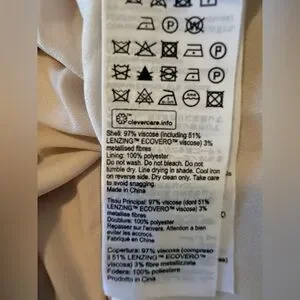 clevercare.info
Shell: 97% viscose (including 51%
LENZING™ ECOVERO™ viscose) 3%
metallised fibres
Lining: 100% polyester
Do not wash. Do not bleach. Do not
tumble dry. Line drying in shade. Cool iron
on reverse side. Dry clean only. Take care
to avoid snagging
Made in China
Tissu Principal: 97% viscose (dont 51%
LENZING™ ECOVERO™ viscose) 3%
metallise fibres
Doublure: 100% polyester
Repassez sur l'envers. Attention a bien
eviter les accrocs.
Fabriqué en Chine
Copertura: 97% viscosa (compreso
il 51% LENZING™ ECOVERO™
viscosa) 3% fibre metallizzate
Fodera: 100% poliestere
Prodotto in Cina